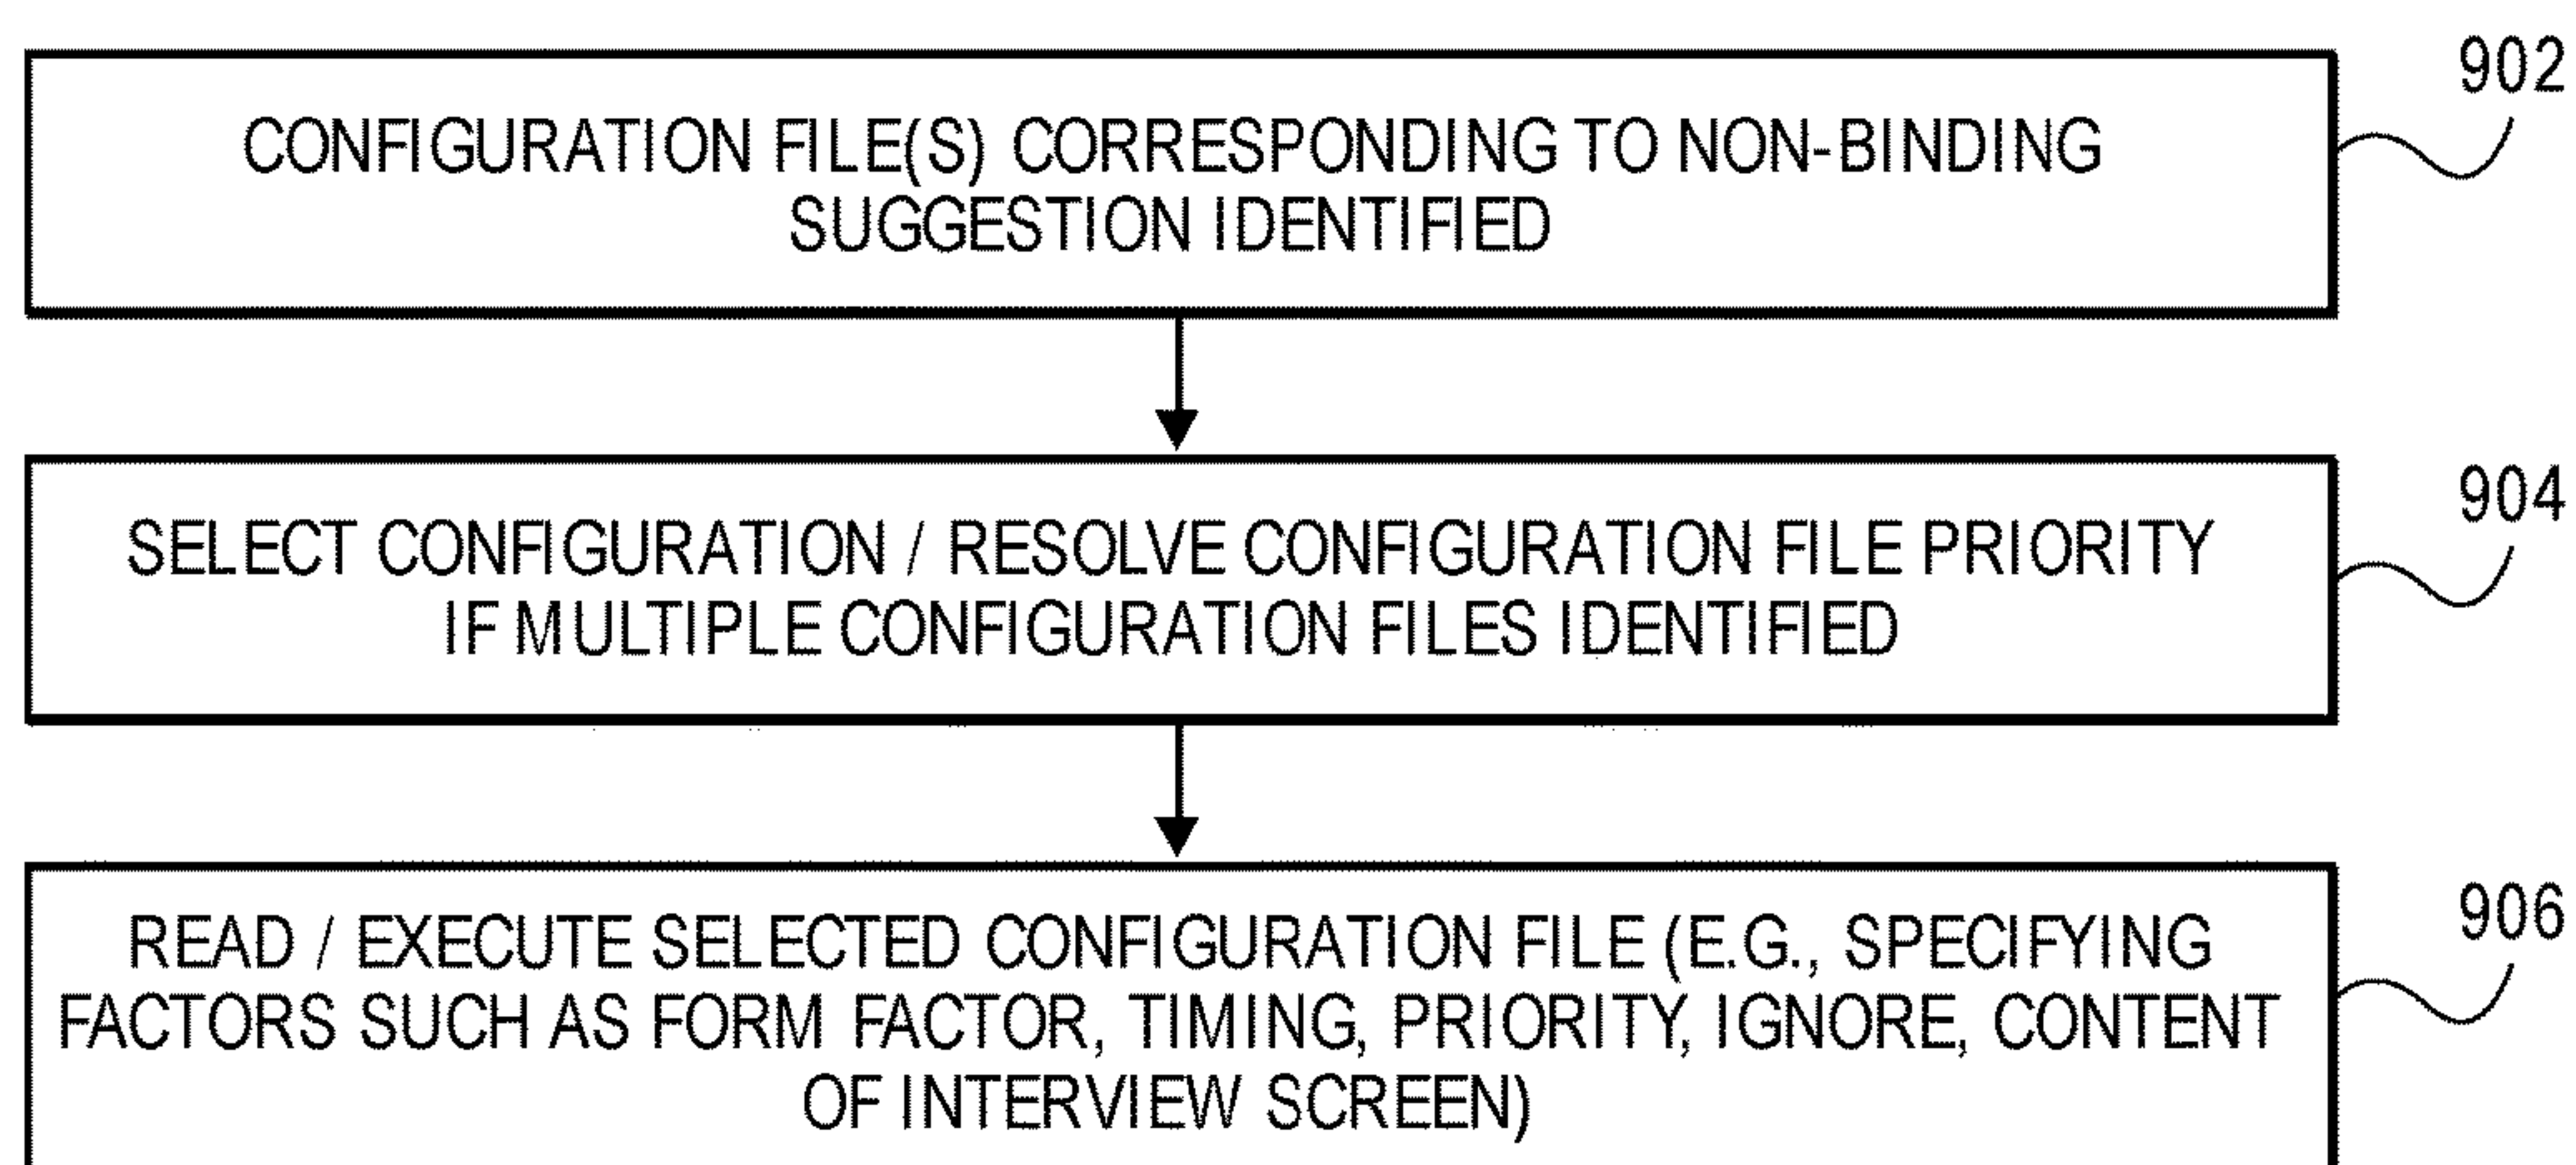 902
CONFIGURATION FILE(S) CORRESPONDING TO NON-BINDING
SUGGESTION IDENTIFIED
904
SELECT CONFIGURATION / RESOLVE CONFIGURATION FILE PRIORITY
IF MULTIPLE CONFIGURATION FILES IDENTIFIED
906
READ / EXECUTE SELECTED CONFIGURATION FILE (E.G., SPECIFYING
FACTORS SUCH AS FORM FACTOR, TIMING, PRIORITY, IGNORE, CONTENT
OF INTERVIEW SCREEN)